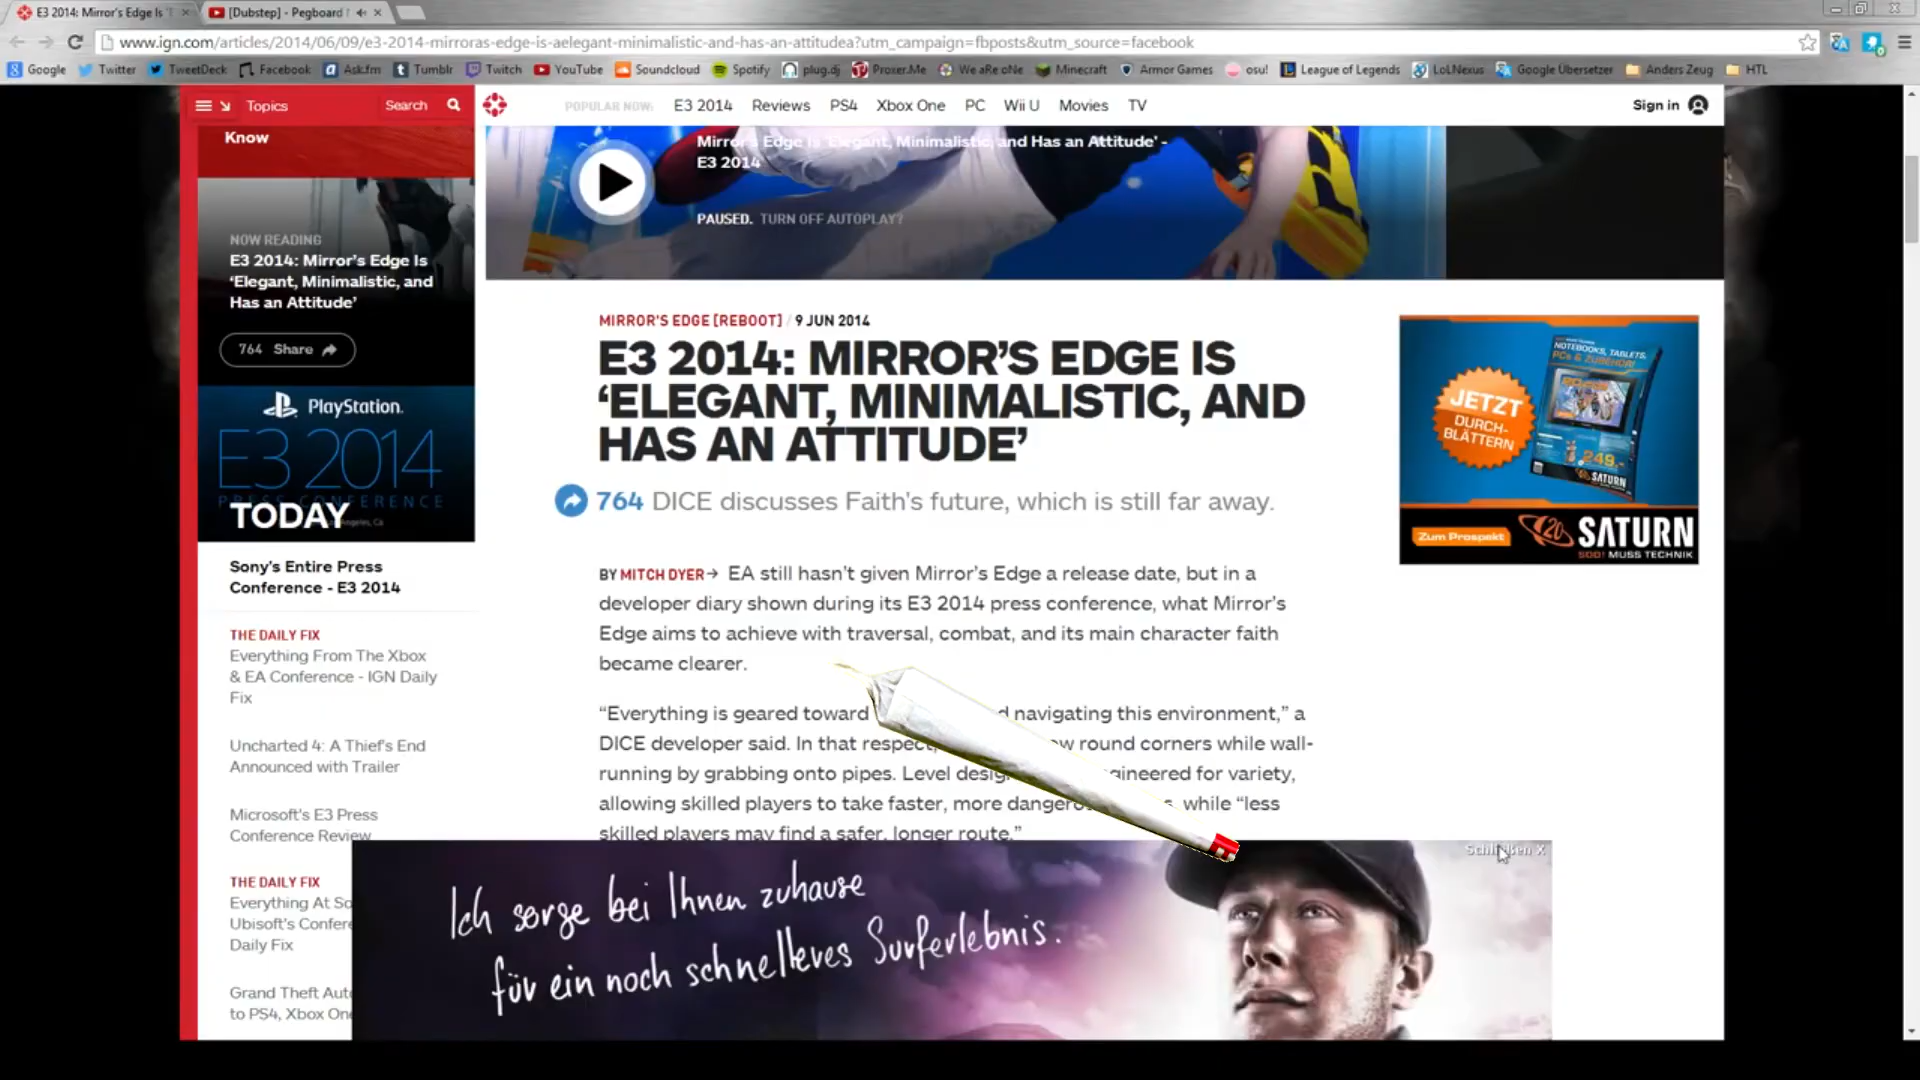 E3 2014: Mirror's Edge Is
[Dubstep] - Pegboard
www.ign.com/articles/2014/06/09/e3-2014-mirroras-edge-is-aelegant-minimalistic-and-has-an-attitudea?utm_campaign=fbposts&utm_source=facebook
Google Twitter TweetDeck Facebook Ask.fm Tumblr Twitch YouTube Soundcloud Spotify plug.dj Proxer.Me We aRe oNe Minecraft Armor Games osu! League of Legends LoLNexus Google Übersetzer Anders Zeug HTL
Topics Search
POPULAR NOW: E3 2014 Reviews PS4 Xbox One PC Wii U Movies TV Sign in
Know
Mirror's Edge is 'Elegant, Minimalistic, and Has an Attitude' -
E3 2014
PAUSED. TURN OFF AUTOPLAY?
NOW READING
E3 2014: Mirror's Edge Is
'Elegant, Minimalistic, and
Has an Attitude'
764 Share
PlayStation.
E3 2014
PRESS CONFERENCE
Los Angeles, Ca
TODAY
Sony's Entire Press
Conference - E3 2014
THE DAILY FIX
Everything From The Xbox
& EA Conference - IGN Daily
Fix
Uncharted 4: A Thief's End
Announced with Trailer
Microsoft's E3 Press
Conference Review
THE DAILY FIX
Everything At So
Ubisoft's Confere
Daily Fix
Grand Theft Aut
to PS4, Xbox On
MIRROR'S EDGE [REBOOT] / 9 JUN 2014
E3 2014: MIRROR'S EDGE IS
'ELEGANT, MINIMALISTIC, AND
HAS AN ATTITUDE'
764 DICE discusses Faith's future, which is still far away.
BY MITCH DYER EA still hasn't given Mirror's Edge a release date, but in a
developer diary shown during its E3 2014 press conference, what Mirror's
Edge aims to achieve with traversal, combat, and its main character faith
became clearer.
"Everything is geared toward navigating this environment," a
DICE developer said. In that respect, round corners while wall-
running by grabbing onto pipes. Level for variety,
allowing skilled players to take faster, more while "less
skilled players may find a safer, longer route."
NOTEBOOKS, TABLETS,
PCs & ZUBEHÖR!
JETZT
DURCH-
BLÄTTERN
249.-
SATURN
Zum Prospekt
SATURN
SOO! MUSS TECHNIK
Schließen X
Ich sorge bei Ihnen zuhause
für ein noch schnelleres Surferlebnis.